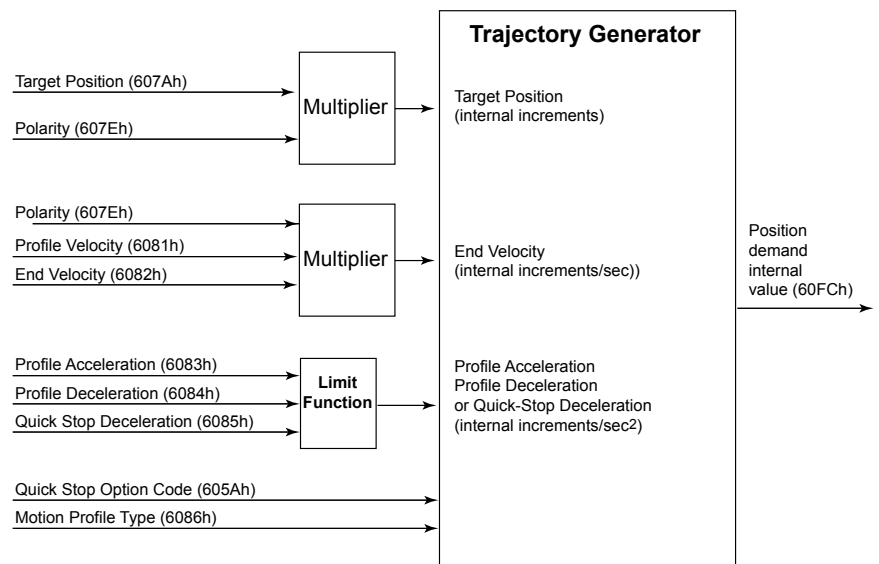 Trajectory Generator
Target Position (607Ah)
Polarity (607Eh)
Multiplier
Target Position
(internal increments)
Polarity (607Eh)
Profile Velocity (6081h)
End Velocity (6082h)
Multiplier
End Velocity
(internal increments/sec))
Position
demand
internal
value (60FCh)
Profile Acceleration (6083h)
Profile Deceleration (6084h)
Quick Stop Deceleration (6085h)
Limit
Function
Profile Acceleration
Profile Deceleration
or Quick-Stop Deceleration
(internal increments/sec2)
Quick Stop Option Code (605Ah)
Motion Profile Type (6086h)